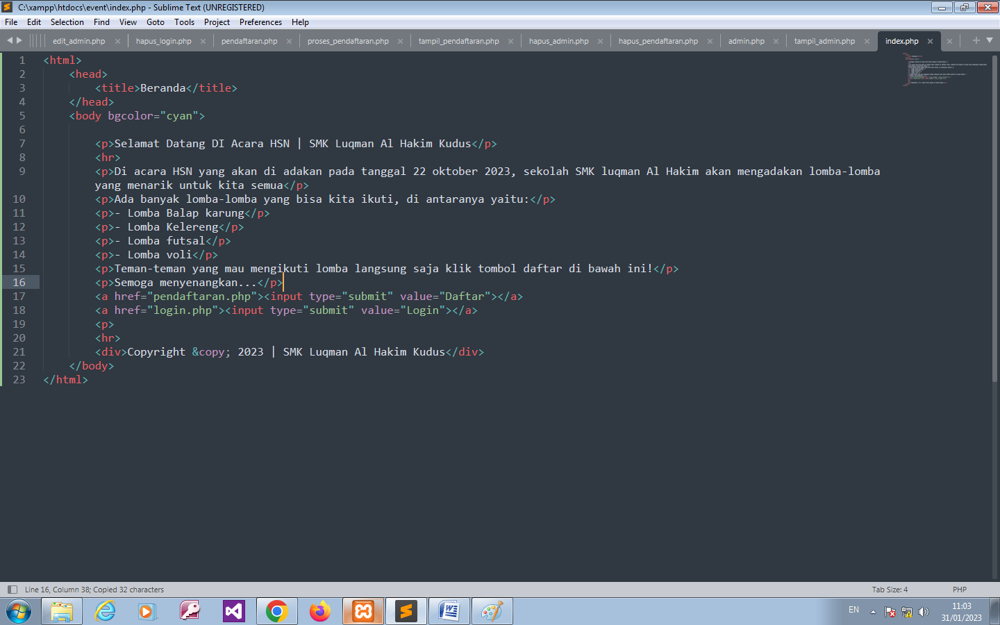 C:\xampp\htdocs\event\index.php - Sublime Text (UNREGISTERED)
File Edit Selection Find View Goto Tools Project Preferences Help
edit_admin.php hapus_login.php pendaftaran.php proses_pendaftaran.php tampil_pendaftaran.php hapus_admin.php hapus_pendaftaran.php admin.php tampil_admin.php index.php
1 <html>
2 <head>
3 <title>Beranda</title>
4 </head>
5 <body bgcolor="cyan">
6
7 <p>Selamat Datang DI Acara HSN | SMK Luqman Al Hakim Kudus</p>
8 <hr>
9 <p>Di acara HSN yang akan di adakan pada tanggal 22 oktober 2023, sekolah SMK luqman Al Hakim akan mengadakan lomba-lomba
yang menarik untuk kita semua</p>
10 <p>Ada banyak lomba-lomba yang bisa kita ikuti, di antaranya yaitu:</p>
11 <p>- Lomba Balap karung</p>
12 <p>- Lomba Kelereng</p>
13 <p>- Lomba futsal</p>
14 <p>- Lomba voli</p>
15 <p>Teman-teman yang mau mengikuti lomba langsung saja klik tombol daftar di bawah ini!</p>
16 <p>Semoga menyenangkan...</p>
17 <a href="pendaftaran.php"><input type="submit" value="Daftar"></a>
18 <a href="login.php"><input type="submit" value="Login"></a>
19 <p>
20 <hr>
21 <div>Copyright &copy; 2023 | SMK Luqman Al Hakim Kudus</div>
22 </body>
23 </html>
Line 16, Column 38; Copied 32 characters
Tab Size: 4 PHP
EN
11:03
31/01/2023